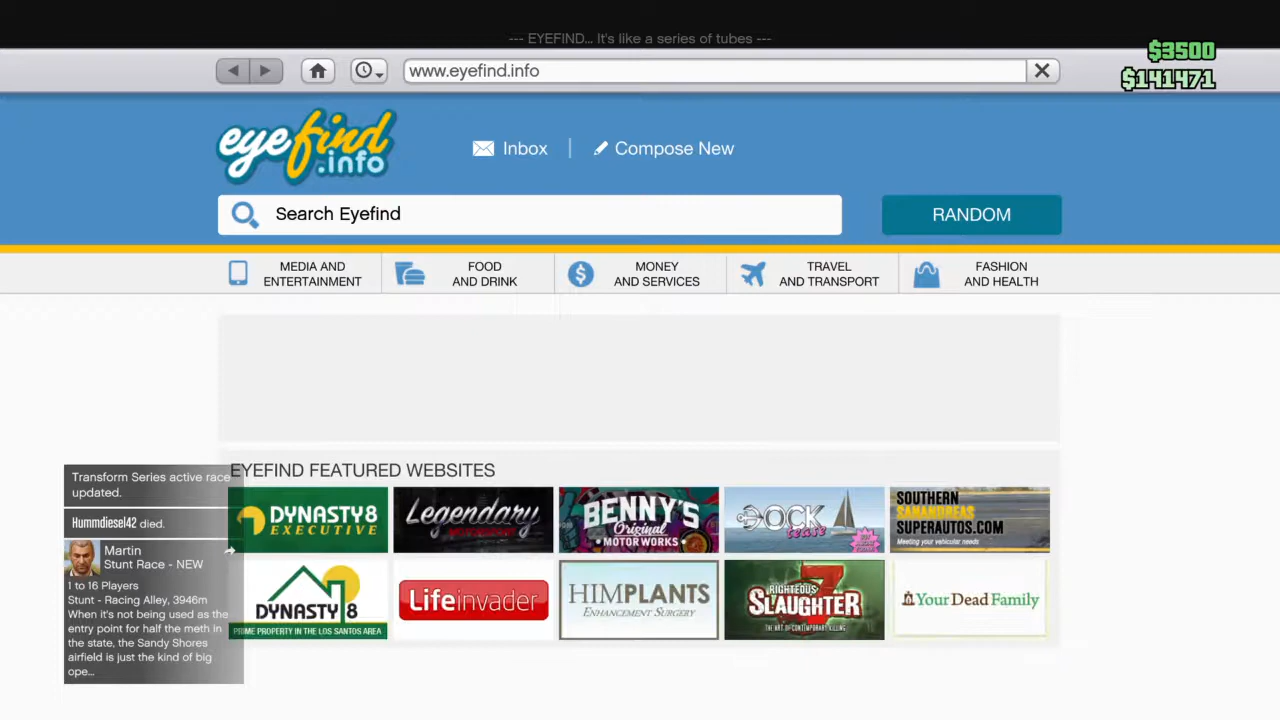 --- EYEFIND... It's like a series of tubes ---
$3500
www.eyefind.info
$141471
eyefind
.info
Inbox
Compose New
Search Eyefind
RANDOM
MEDIA AND
ENTERTAINMENT
FOOD
AND DRINK
MONEY
AND SERVICES
TRAVEL
AND TRANSPORT
FASHION
AND HEALTH
EYEFIND FEATURED WEBSITES
DYNASTY 8
EXECUTIVE
Legendary
BENNY'S
Original
MOTOR WORKS
DOCK
tease
SOUTHERN
SANANDREAS
SUPERAUTOS.COM
Meeting your vehicular needs
DYNASTY 8
PRIME PROPERTY IN THE LOS SANTOS AREA
Lifeinvader
HIMPLANTS
ENHANCEMENT SURGERY
RIGHTEOUS
SLAUGHTER
7
THE ART OF CONTEMPORARY KILLING
Your Dead Family
Transform Series active race
updated.
Hummdiesel42 died.
Martin
Stunt Race - NEW
1 to 16 Players
Stunt - Racing Alley, 3946m
When it's not being used as the
entry point for half the meth in
the state, the Sandy Shores
airfield is just the kind of big
ope...